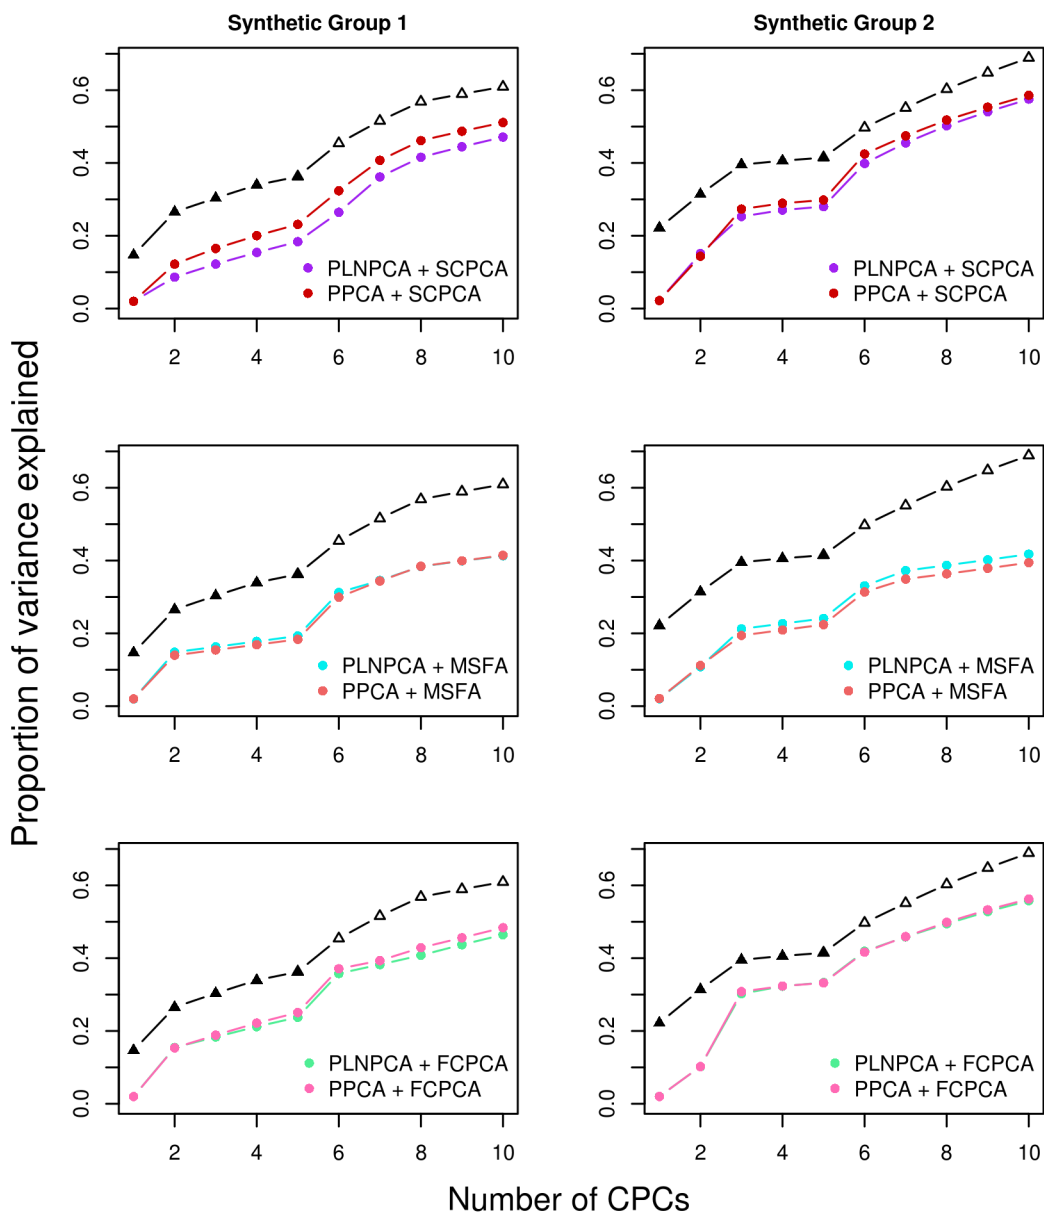 Synthetic Group 1
Synthetic Group 2
Proportion of variance explained
0.0 0.2 0.4 0.6
PLNPCA + SCPCA
PPCA + SCPCA
2 4 6 8 10
0.0 0.2 0.4 0.6
PLNPCA + SCPCA
PPCA + SCPCA
2 4 6 8 10
0.0 0.2 0.4 0.6
PLNPCA + MSFA
PPCA + MSFA
2 4 6 8 10
0.0 0.2 0.4 0.6
PLNPCA + MSFA
PPCA + MSFA
2 4 6 8 10
0.0 0.2 0.4 0.6
PLNPCA + FCPCA
PPCA + FCPCA
2 4 6 8 10
0.0 0.2 0.4 0.6
PLNPCA + FCPCA
PPCA + FCPCA
2 4 6 8 10
Number of CPCs